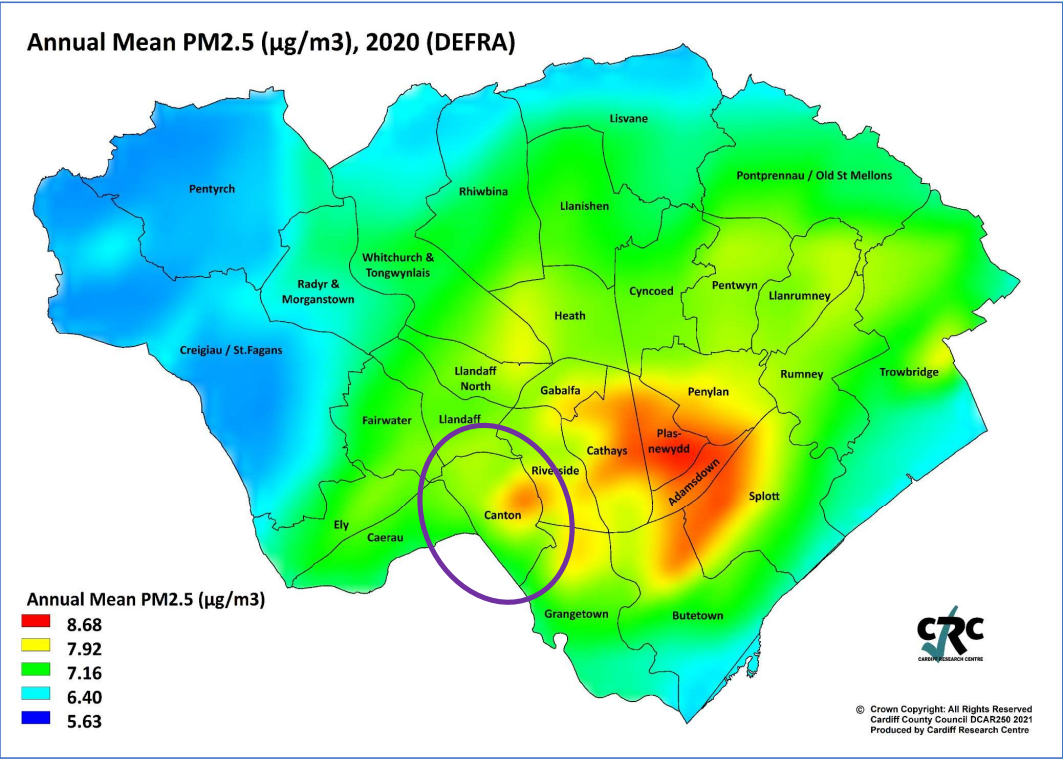 Annual Mean PM2.5 (µg/m3), 2020 (DEFRA)
Lisvane
Pontprennau / Old St Mellons
Pentyrch
Rhiwbina
Llanishen
Whitchurch &
Tongwynlais
Radyr &
Morganstown
Cyncoed
Pentwyn
Llanrumney
Heath
Creigiau / St.Fagans
Llandaff
North
Gabalfa
Penylan
Rumney
Trowbridge
Fairwater
Llandaff
Plas-
newydd
Cathays
Riverside
Adamsdown
Splott
Canton
Ely
Caerau
Grangetown
Butetown
Annual Mean PM2.5 (µg/m3)
8.68
7.92
7.16
6.40
5.63
CRC
CARDIFF RESEARCH CENTRE
© Crown Copyright: All Rights Reserved
Cardiff County Council DCAR250 2021
Produced by Cardiff Research Centre